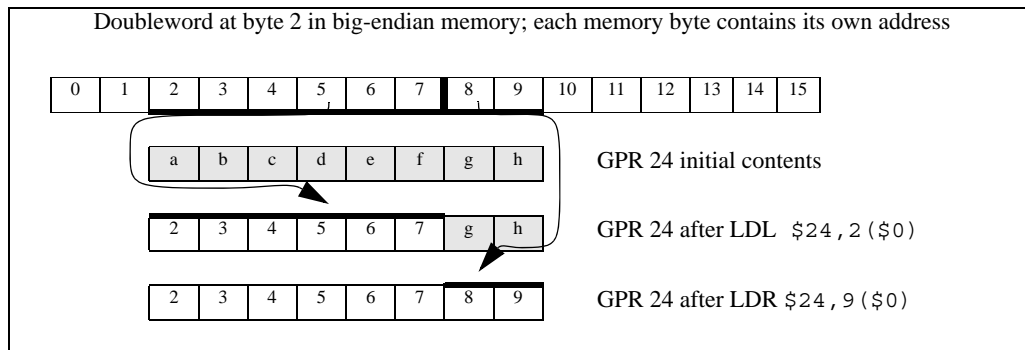 Doubleword at byte 2 in big-endian memory; each memory byte contains its own address
0 1 2 3 4 5 6 7 8 9 10 11 12 13 14 15
a b c d e f g h GPR 24 initial contents
2 3 4 5 6 7 g h GPR 24 after LDL $24,2($0)
2 3 4 5 6 7 8 9 GPR 24 after LDR $24,9($0)